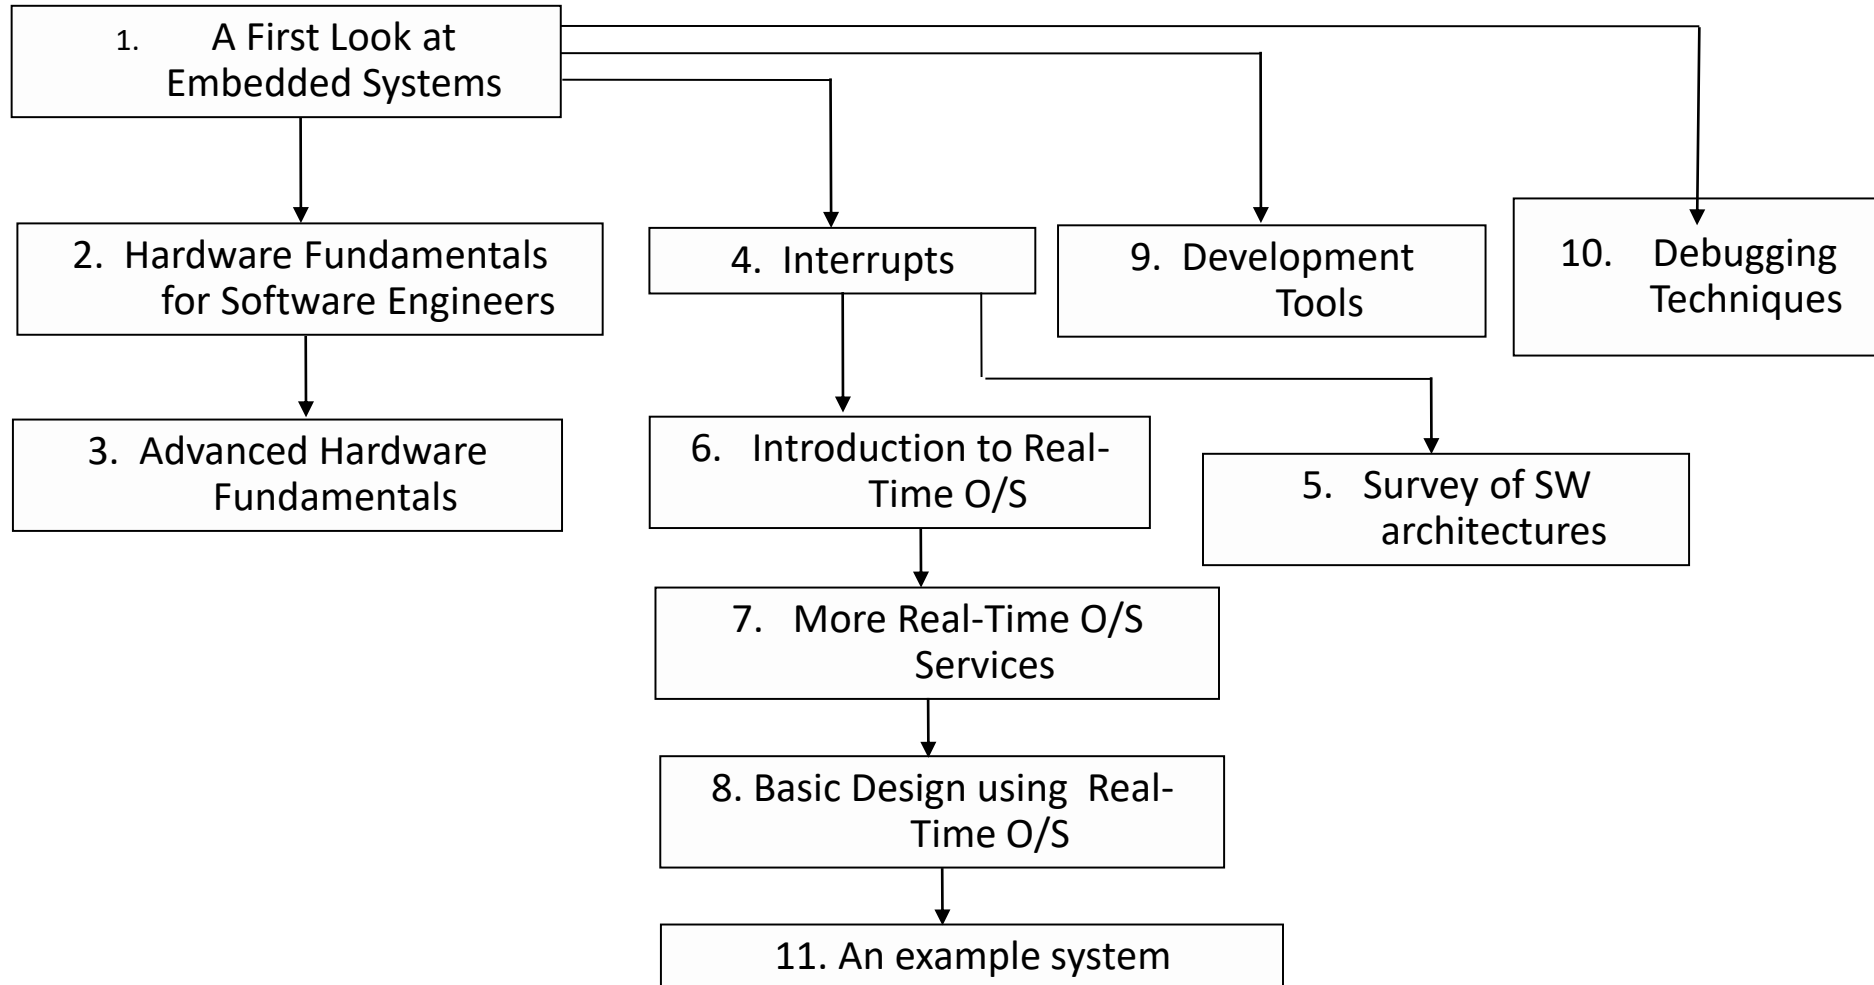 1. A First Look at
Embedded Systems
2. Hardware Fundamentals
for Software Engineers
4. Interrupts
9. Development
Tools
10. Debugging
Techniques
3. Advanced Hardware
Fundamentals
6. Introduction to Real-
Time O/S
5. Survey of SW
architectures
7. More Real-Time O/S
Services
8. Basic Design using Real-
Time O/S
11. An example system